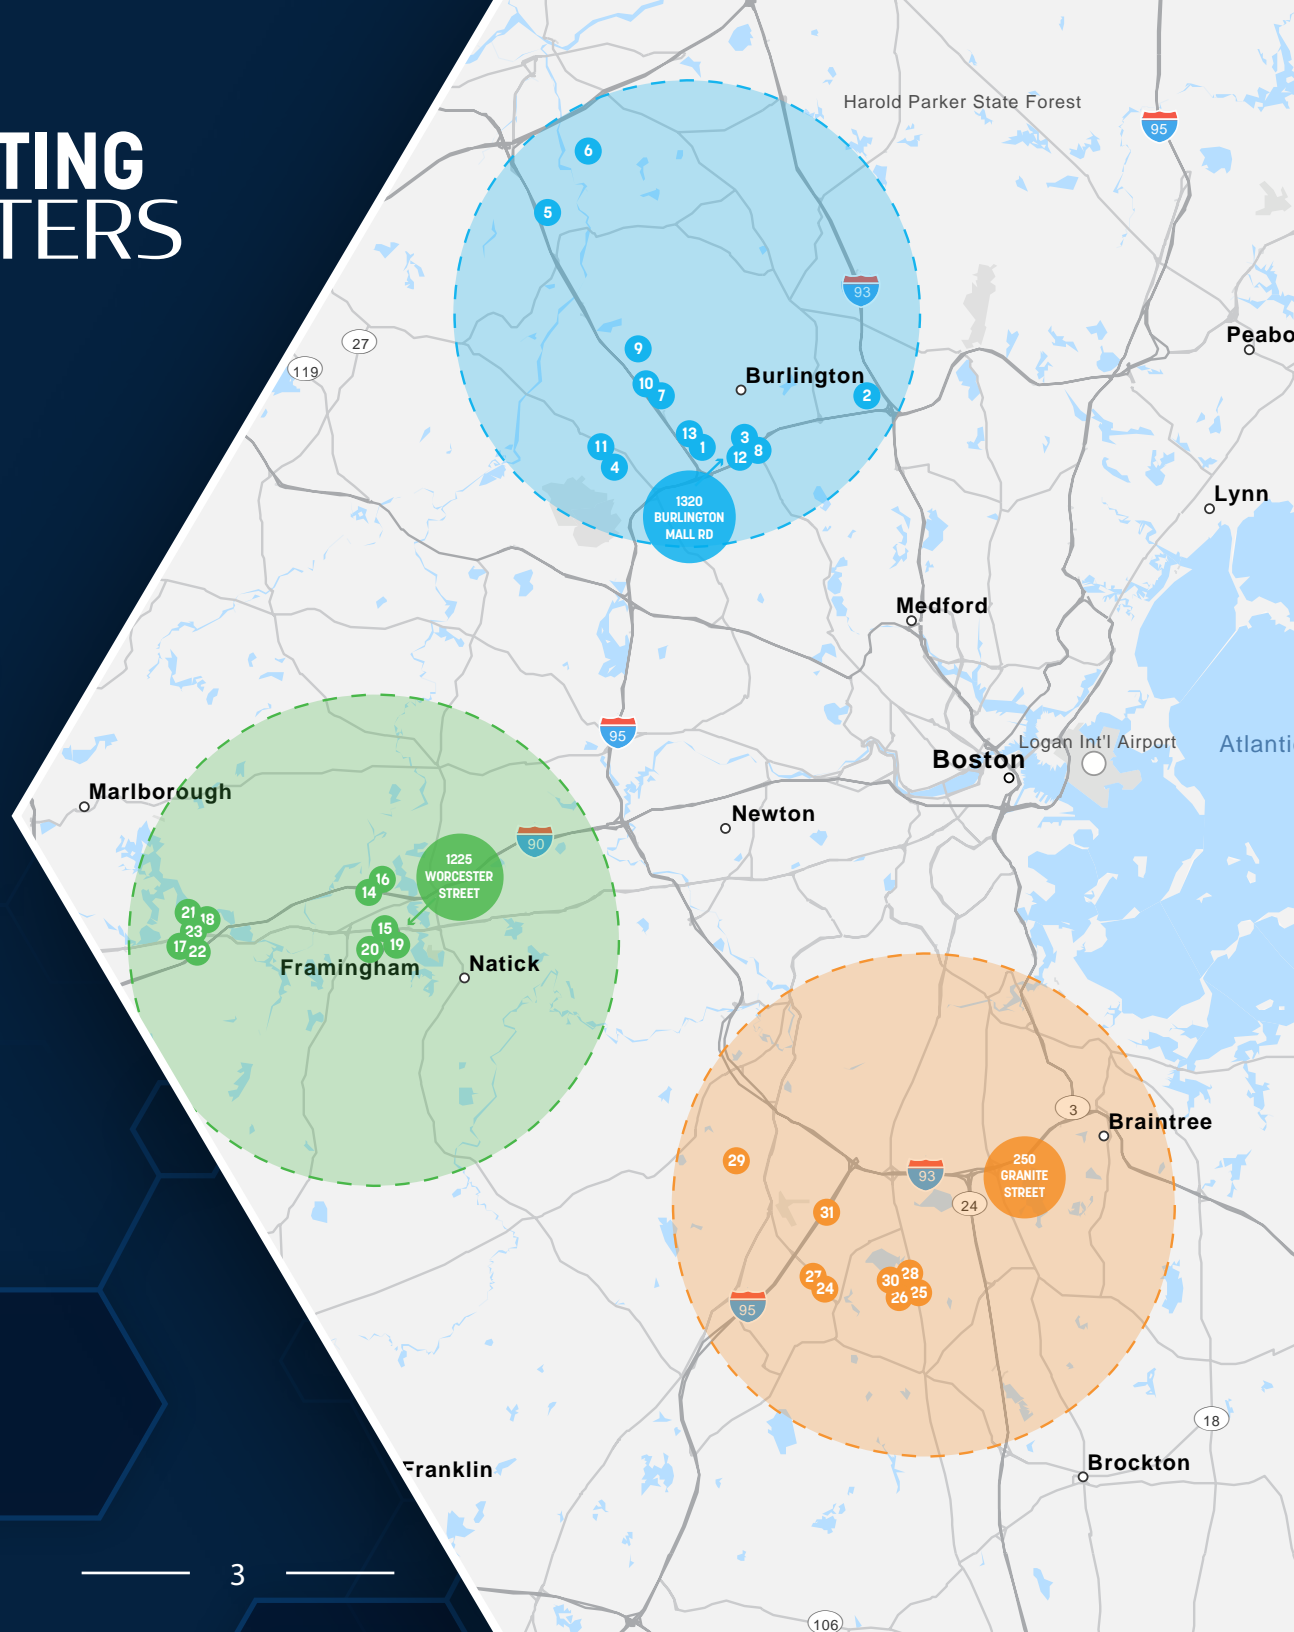 TING
TERS
Harold Parker State Forest
95
6
5
93
27
119
Peabo
9
10
7
Burlington
2
13
1
3
8
12
11
4
1320
BURLINGTON
MALL RD
Lynn
Medford
95
Logan Int'l Airport
Atlanti
Boston
Marlborough
Newton
90
1225
WORCESTER
STREET
16
14
21
18
23
17
22
15
19
20
Framingham
Natick
3
Braintree
29
93
250
GRANITE
STREET
24
31
27
24
28
30
25
26
95
18
Franklin
Brockton
3
106